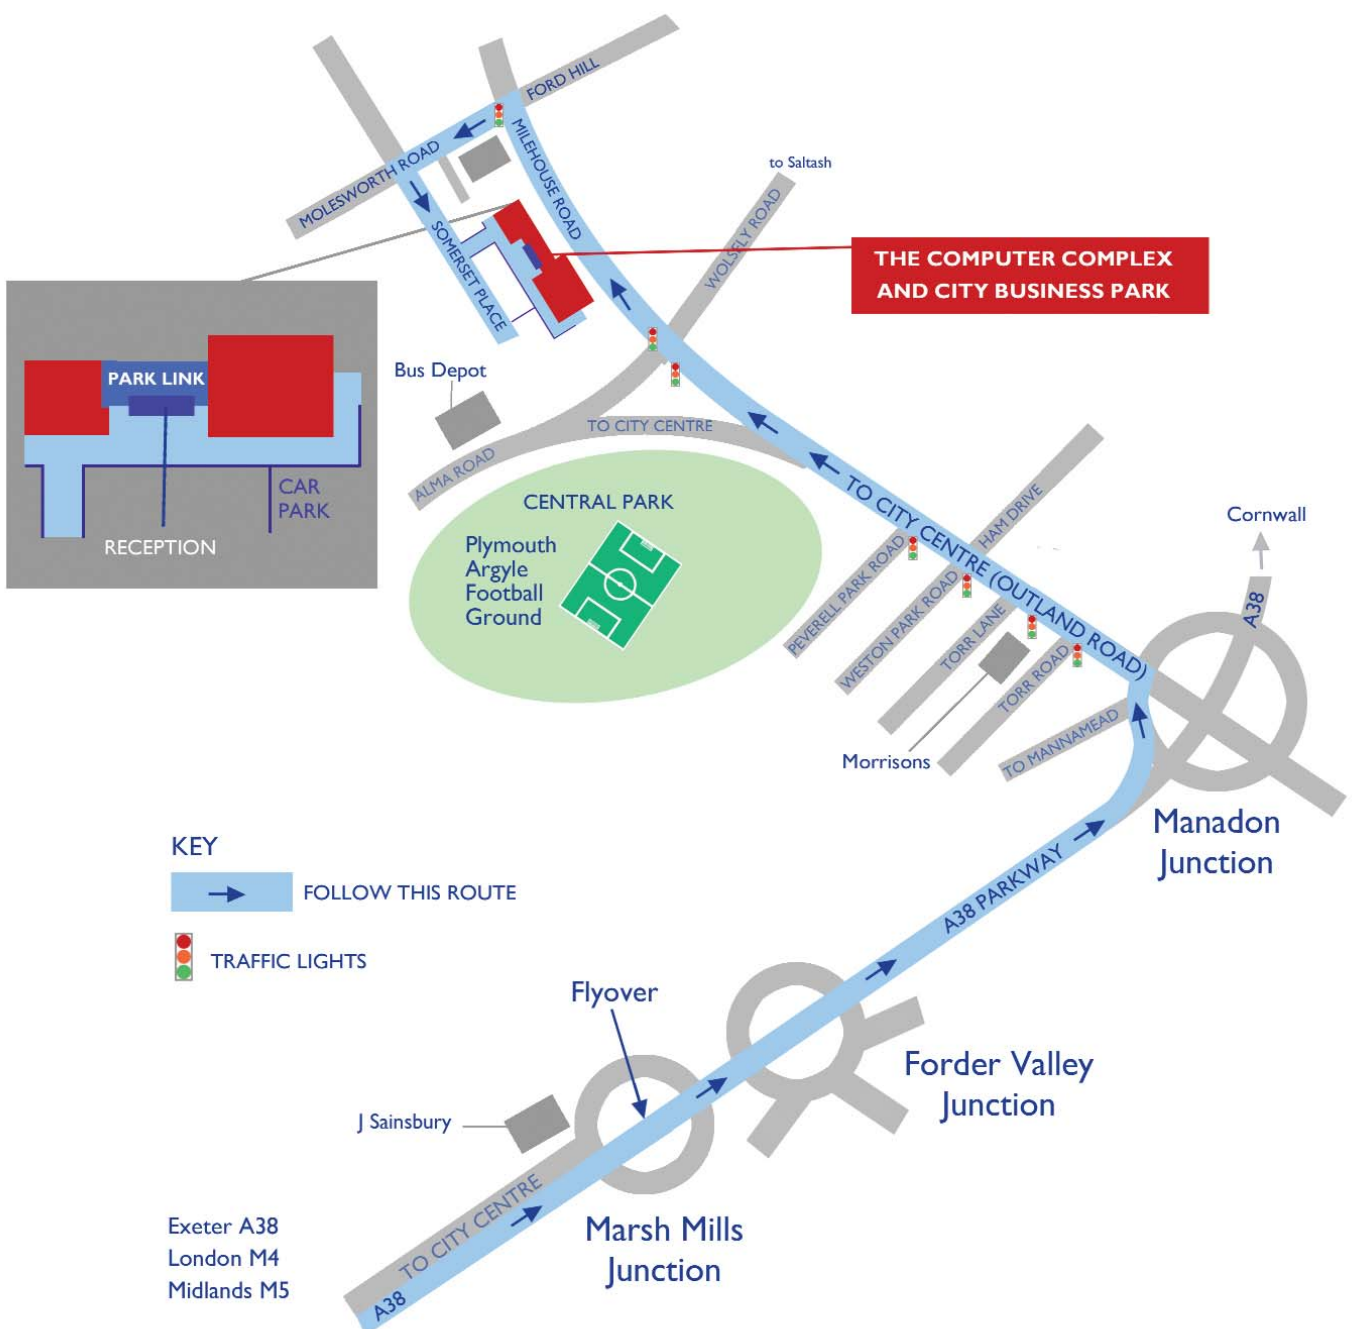 FORD HILL
MOLESWORTH ROAD
MILEHOUSE ROAD
to Saltash
WOLSELY ROAD
SOMERSET PLACE
THE COMPUTER COMPLEX
AND CITY BUSINESS PARK
PARK LINK
CAR
PARK
RECEPTION
Bus Depot
TO CITY CENTRE
ALMA ROAD
CENTRAL PARK
Plymouth
Argyle
Football
Ground
TO CITY CENTRE (OUTLAND ROAD)
HAM DRIVE
PEVERELL PARK ROAD
WESTON PARK ROAD
TORR LANE
TORR ROAD
TO MANNAMEAD
Morrisons
Cornwall
A38
Manadon
Junction
KEY
FOLLOW THIS ROUTE
TRAFFIC LIGHTS
A38 PARKWAY
Flyover
Forder Valley
Junction
J Sainsbury
Marsh Mills
Junction
TO CITY CENTRE
A38
Exeter A38
London M4
Midlands M5